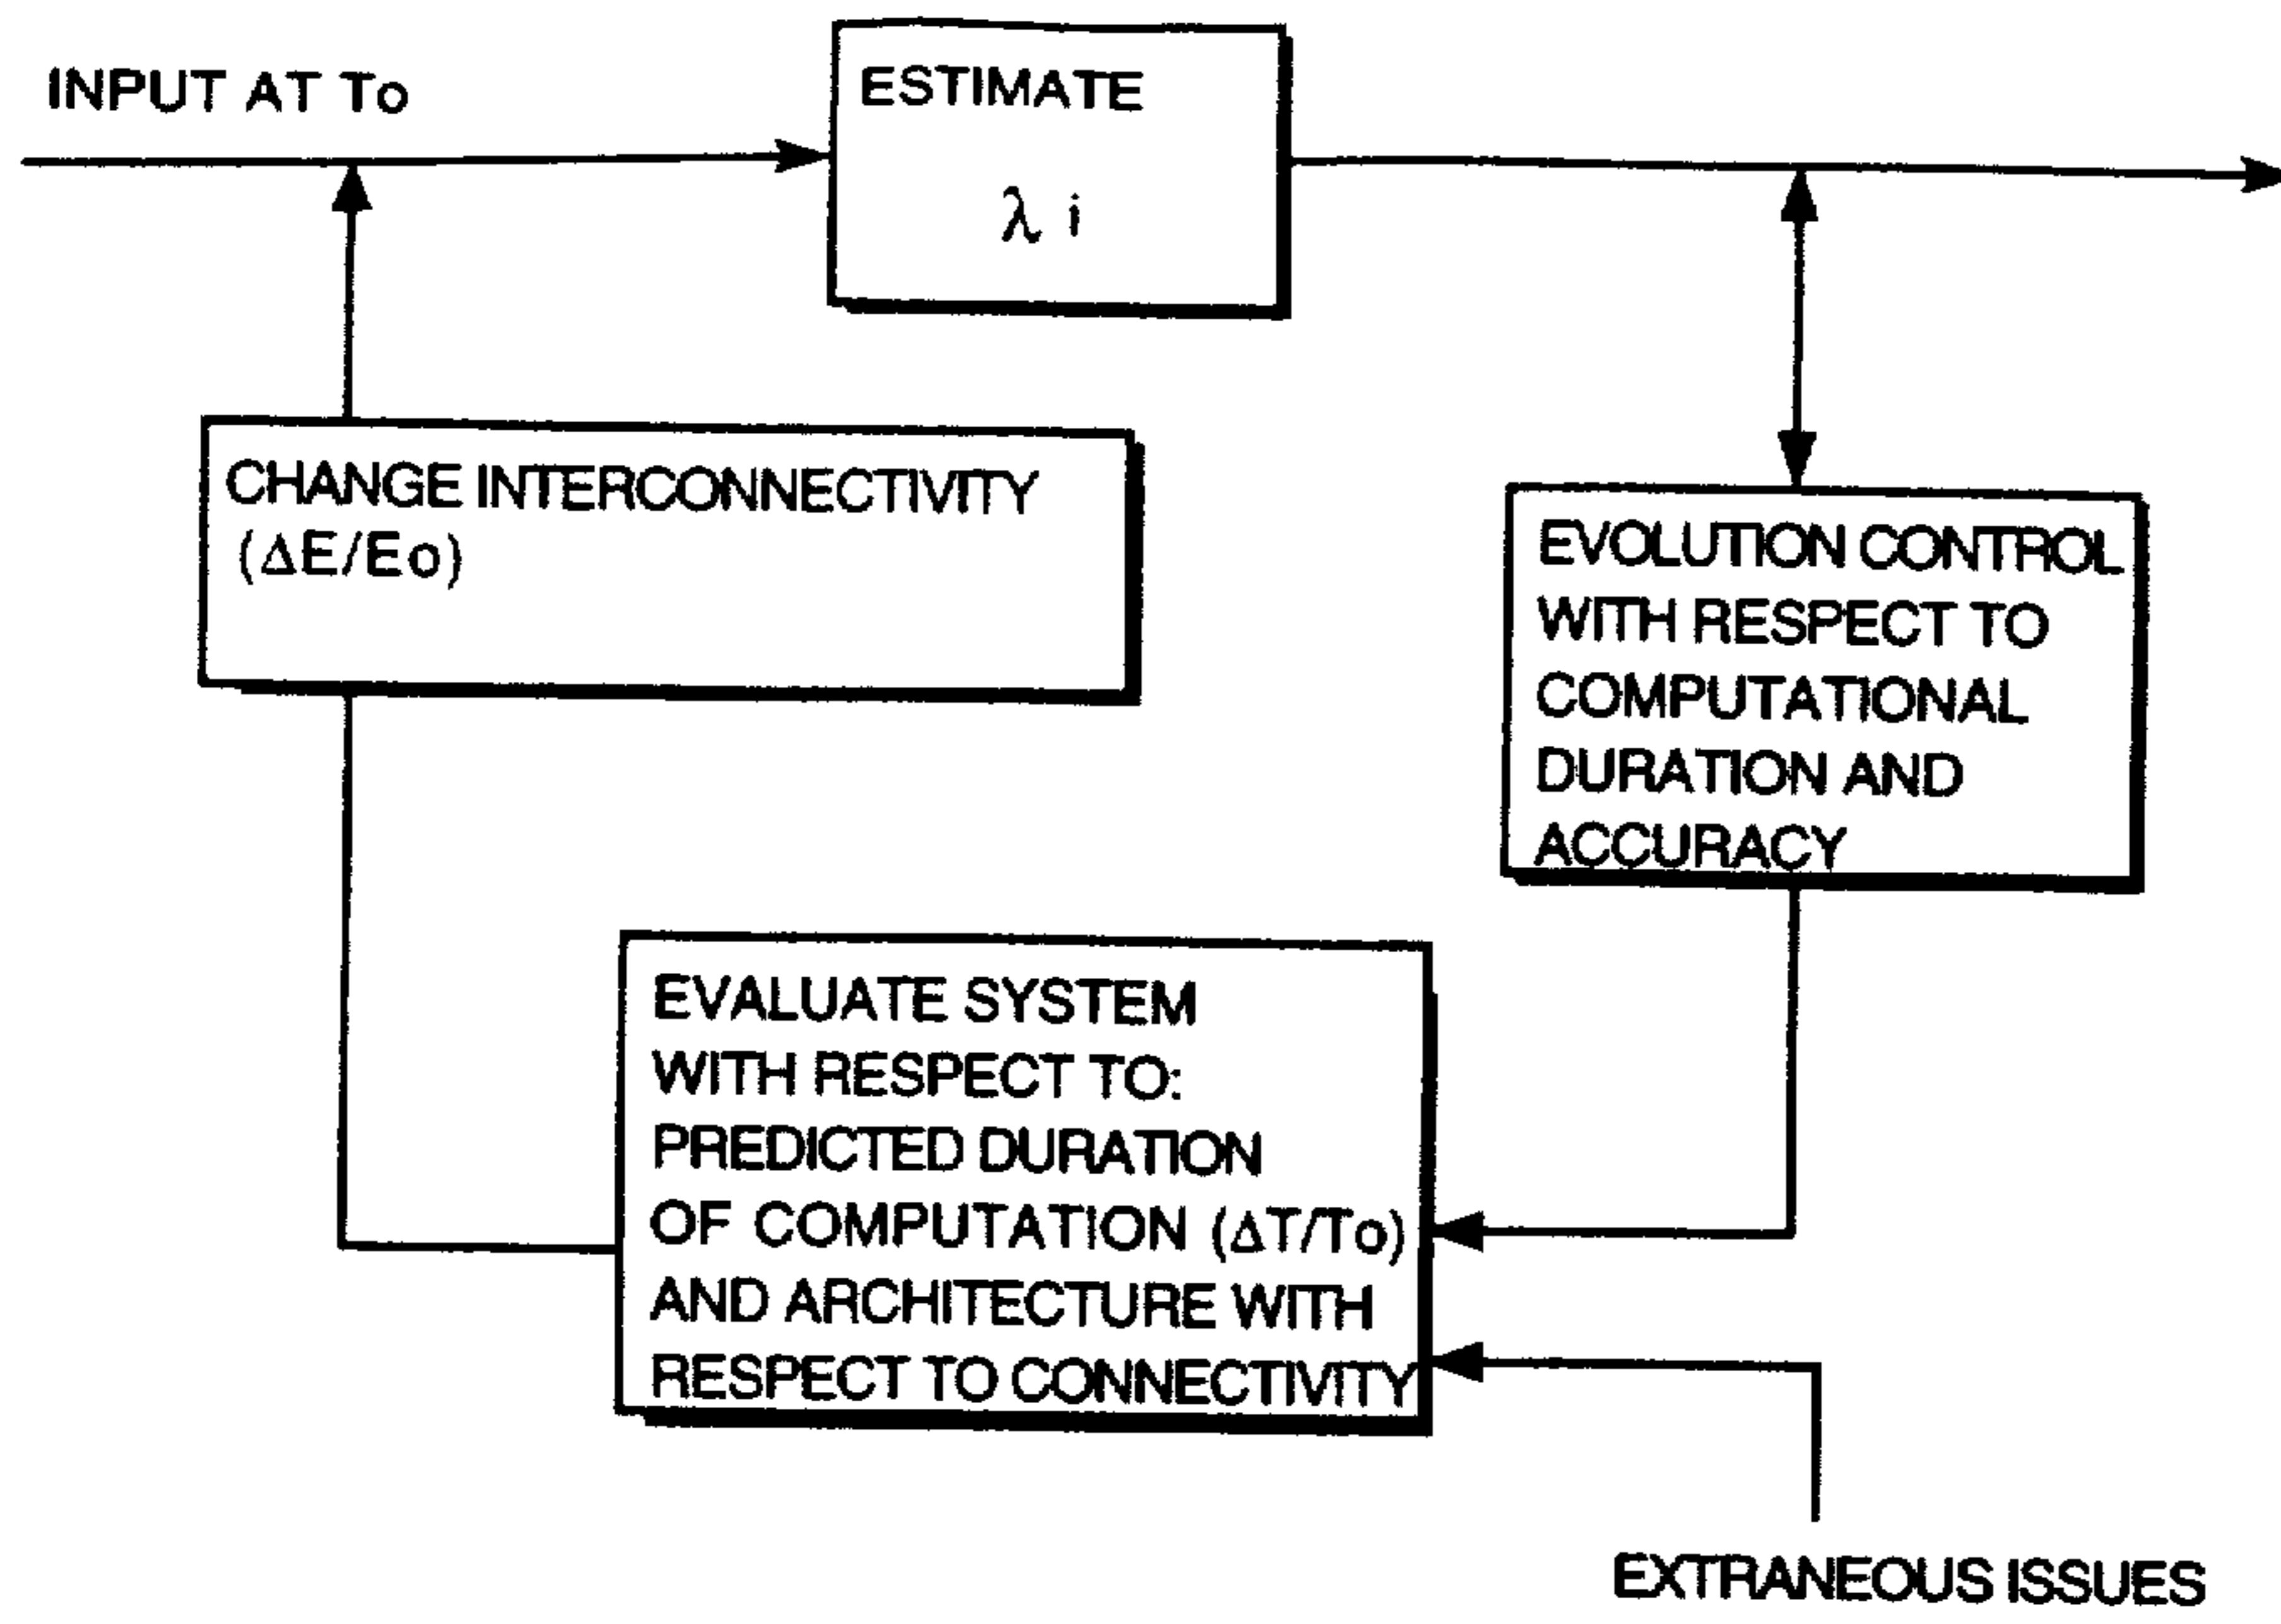 INPUT AT To
ESTIMATE
λ i
CHANGE INTERCONNECTIVITY
(ΔE/Eo)
EVOLUTION CONTROL
WITH RESPECT TO
COMPUTATIONAL
DURATION AND
ACCURACY
EVALUATE SYSTEM
WITH RESPECT TO:
PREDICTED DURATION
OF COMPUTATION (ΔT/To)
AND ARCHITECTURE WITH
RESPECT TO CONNECTIVITY
EXTRANEOUS ISSUES